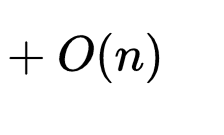 + O(n)